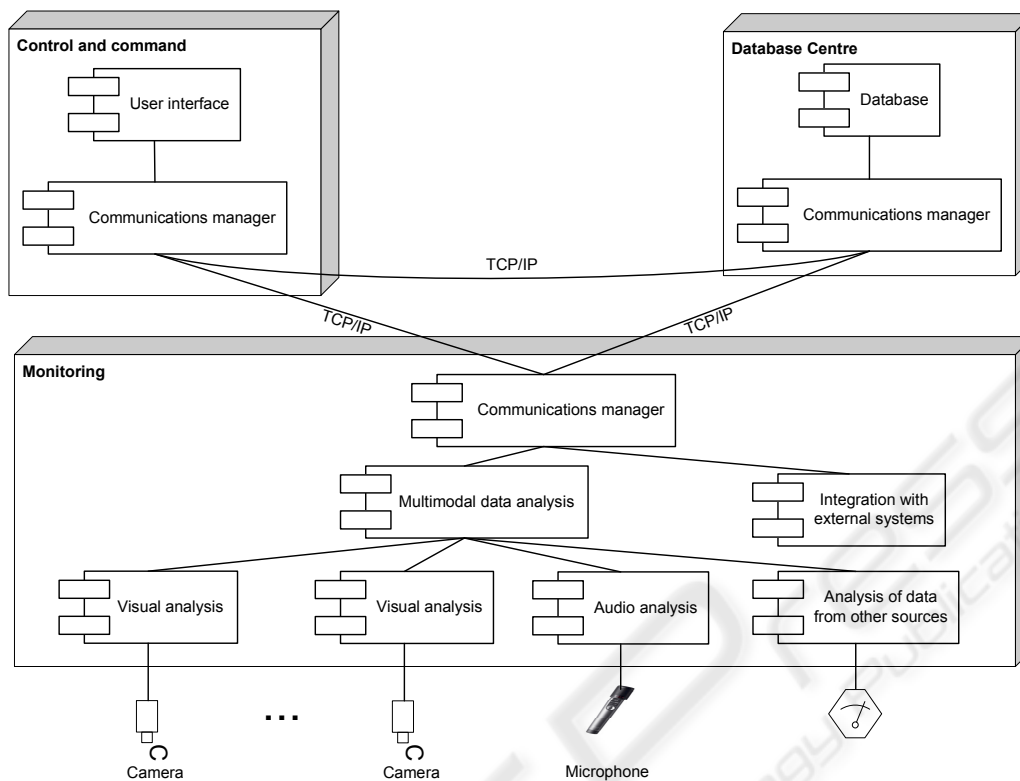 Control and command
User interface
Communications manager
Database Centre
Database
Communications manager
TCP/IP
TCP/IP
TCP/IP
Monitoring
Communications manager
Multimodal data analysis
Integration with
external systems
Visual analysis
Visual analysis
Audio analysis
Analysis of data
from other sources
...
Camera
Camera
Microphone